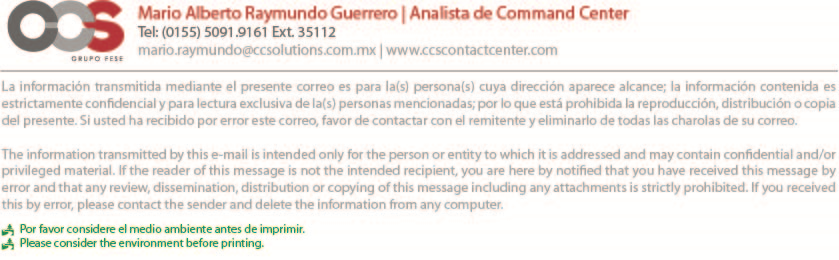 CCS
GRUPO FESE
Mario Alberto Raymundo Guerrero | Analista de Command Center
Tel: (0155) 5091.9161 Ext. 35112
mario.raymundo@ccsolutions.com.mx | www.ccscontactcenter.com
La información transmitida mediante el presente correo es para la(s) persona(s) cuya dirección aparece alcance; la información contenida es
estrictamente confidencial y para lectura exclusiva de la(s) personas mencionadas; por lo que está prohibida la reproducción, distribución o copia
del presente. Si usted ha recibido por error este correo, favor de contactar con el remitente y eliminarlo de todas las charolas de su correo.
The information transmitted by this e-mail is intended only for the person or entity to which it is addressed and may contain confidential and/or
privileged material. If the reader of this message is not the intended recipient, you are here by notified that you have received this message by
error and that any review, dissemination, distribution or copying of this message including any attachments is strictly prohibited. If you received
this by error, please contact the sender and delete the information from any computer.
Por favor considere el medio ambiente antes de imprimir.
Please consider the environment before printing.